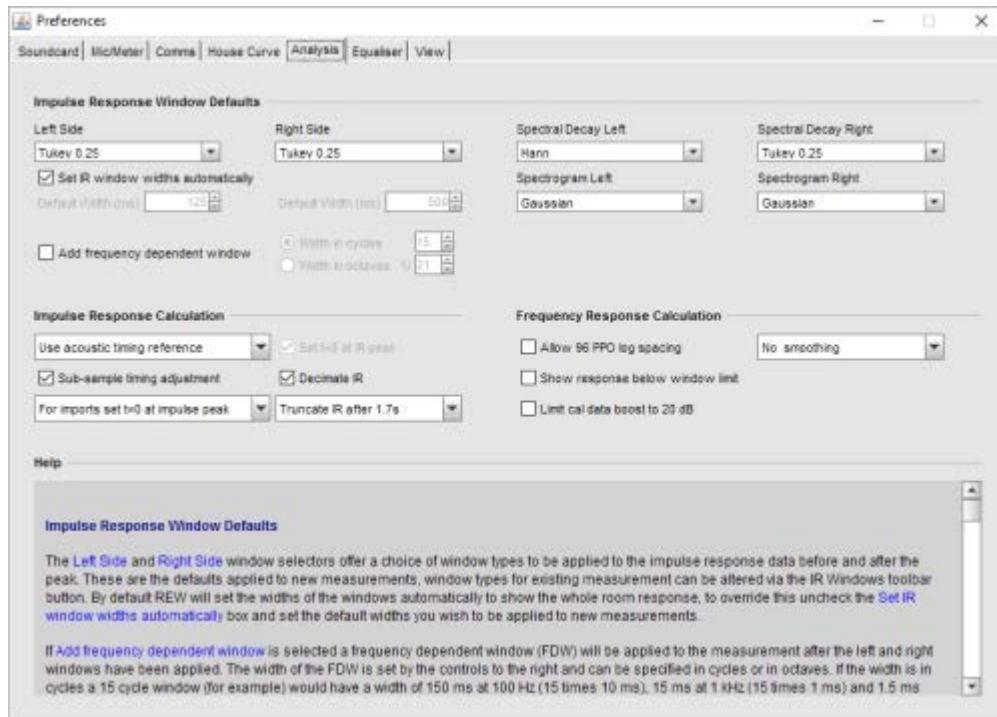 Preferences
Soundcard Mic/Meter Comms House Curve Analysis Equaliser View
Impulse Response Window Defaults
Left Side
Right Side
Spectral Decay Left
Spectral Decay Right
Tukey 0.25
Tukey 0.25
Hann
Tukey 0.25
Set IR window widths automatically
Spectrogram Left
Spectrogram Right
Default Width (ms) 125
Default Width (ms) 500
Gaussian
Gaussian
Add frequency dependent window
Width in cycles 15
Width in octaves 1/ 21
Impulse Response Calculation
Frequency Response Calculation
Use acoustic timing reference
Set t=0 at IR peak
Allow 96 PPO log spacing
No smoothing
Sub-sample timing adjustment
Decimate IR
Show response below window limit
For imports set t=0 at impulse peak
Truncate IR after 1.7s
Limit cal data boost to 20 dB
Help
Impulse Response Window Defaults
The Left Side and Right Side window selectors offer a choice of window types to be applied to the impulse response data before and after the
peak. These are the defaults applied to new measurements, window types for existing measurement can be altered via the IR Windows toolbar
button. By default REW will set the widths of the windows automatically to show the whole room response, to override this uncheck the Set IR
window widths automatically box and set the default widths you wish to be applied to new measurements.
If Add frequency dependent window is selected a frequency dependent window (FDW) will be applied to the measurement after the left and right
windows have been applied. The width of the FDW is set by the controls to the right and can be specified in cycles or in octaves. If the width is in
cycles a 15 cycle window (for example) would have a width of 150 ms at 100 Hz (15 times 10 ms), 15 ms at 1 kHz (15 times 1 ms) and 1.5 ms